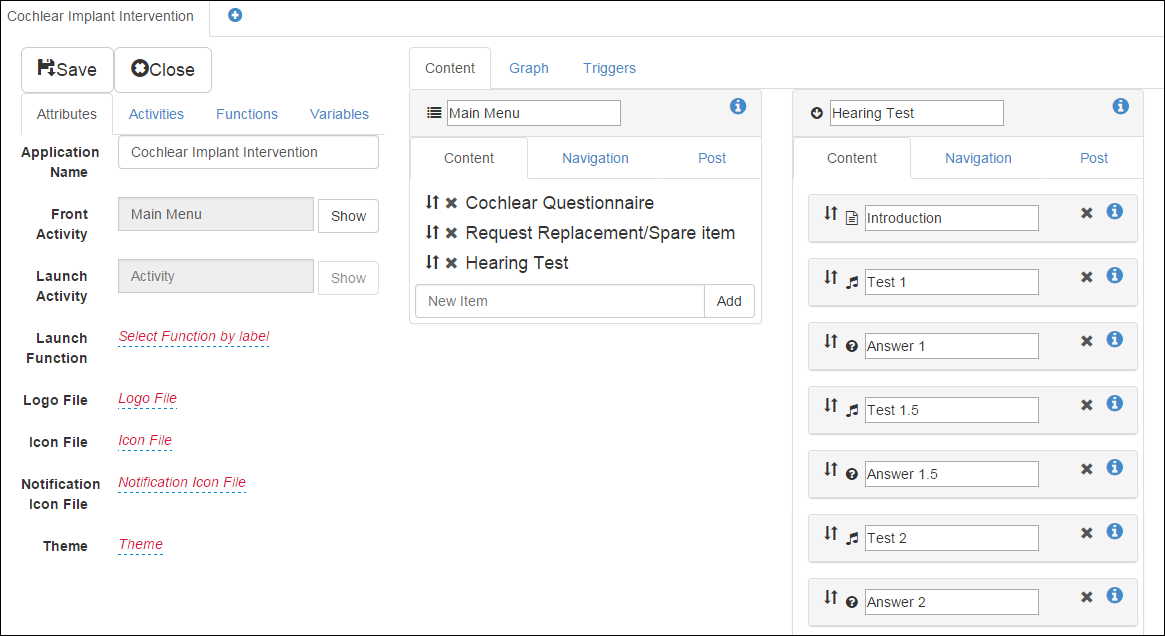 Cochlear Implant Intervention
Save
Close
Attributes
Activities
Functions
Variables
Application Name
Cochlear Implant Intervention
Front Activity
Main Menu
Show
Launch Activity
Activity
Show
Launch Function
Select Function by label
Logo File
Logo File
Icon File
Icon File
Notification Icon File
Notification Icon File
Theme
Theme
Content
Graph
Triggers
Main Menu
Content
Navigation
Post
Cochlear Questionnaire
Request Replacement/Spare item
Hearing Test
New Item
Add
Hearing Test
Content
Navigation
Post
Introduction
Test 1
Answer 1
Test 1.5
Answer 1.5
Test 2
Answer 2